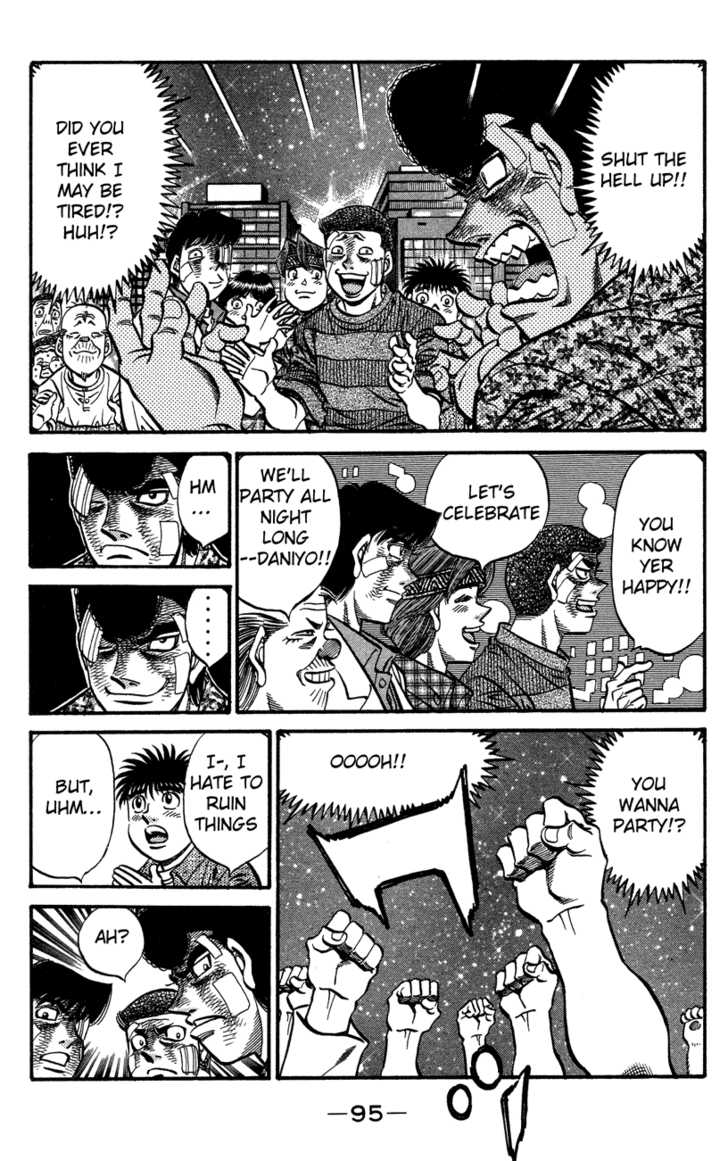 SHUT THE
HELL UP!!
DID YOU
EVER
THINK I
MAY BE
TIRED!?
HUH!?
YOU
KNOW
YER
HAPPY!!
LET'S
CELEBRATE
WE'LL
PARTY ALL
NIGHT
LONG
--DANIYO!!
HM
...
......
YOU
WANNA
PARTY!?
OOOOH!!
I-, I
HATE TO
RUIN
THINGS
BUT,
UHM...
AH?
—95—